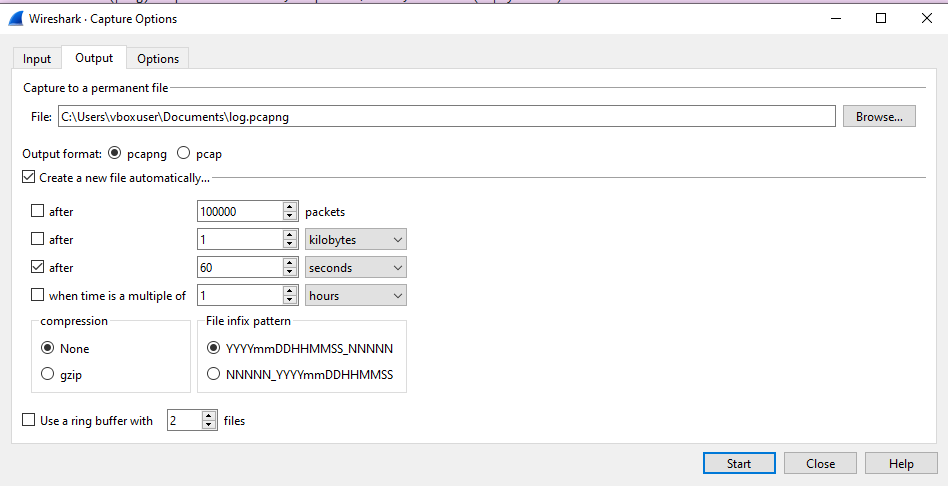 Wireshark · Capture Options
Input Output Options
Capture to a permanent file
File: C:\Users\vboxuser\Documents\log.pcapng Browse...
Output format: pcapng pcap
Create a new file automatically...
after 100000 packets
after 1 kilobytes
after 60 seconds
when time is a multiple of 1 hours
compression File infix pattern
None YYYYmmDDHHMMSS_NNNNN
gzip NNNNN_YYYYmmDDHHMMSS
Use a ring buffer with 2 files
Start Close Help